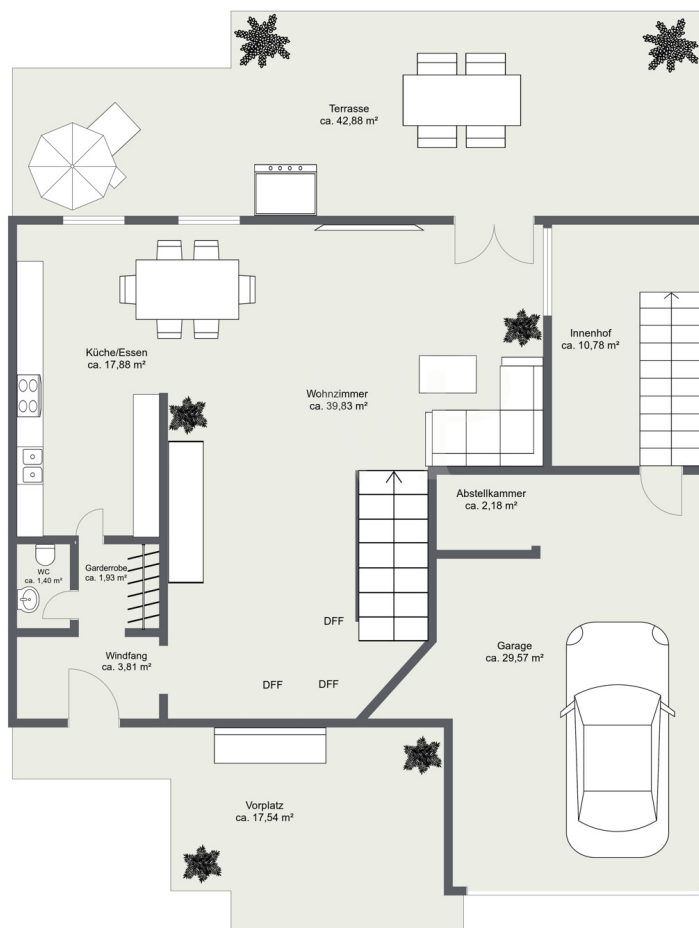 Terrasse
ca. 42,88 m²
Küche/Essen
ca. 17,88 m²
Wohnzimmer
ca. 39,83 m²
Innenhof
ca. 10,78 m²
Abstellkammer
ca. 2,18 m²
WC
ca. 1,40 m²
Garderrobe
ca. 1,93 m²
DFF
Windfang
ca. 3,81 m²
Garage
ca. 29,57 m²
DFF
DFF
Vorplatz
ca. 17,54 m²